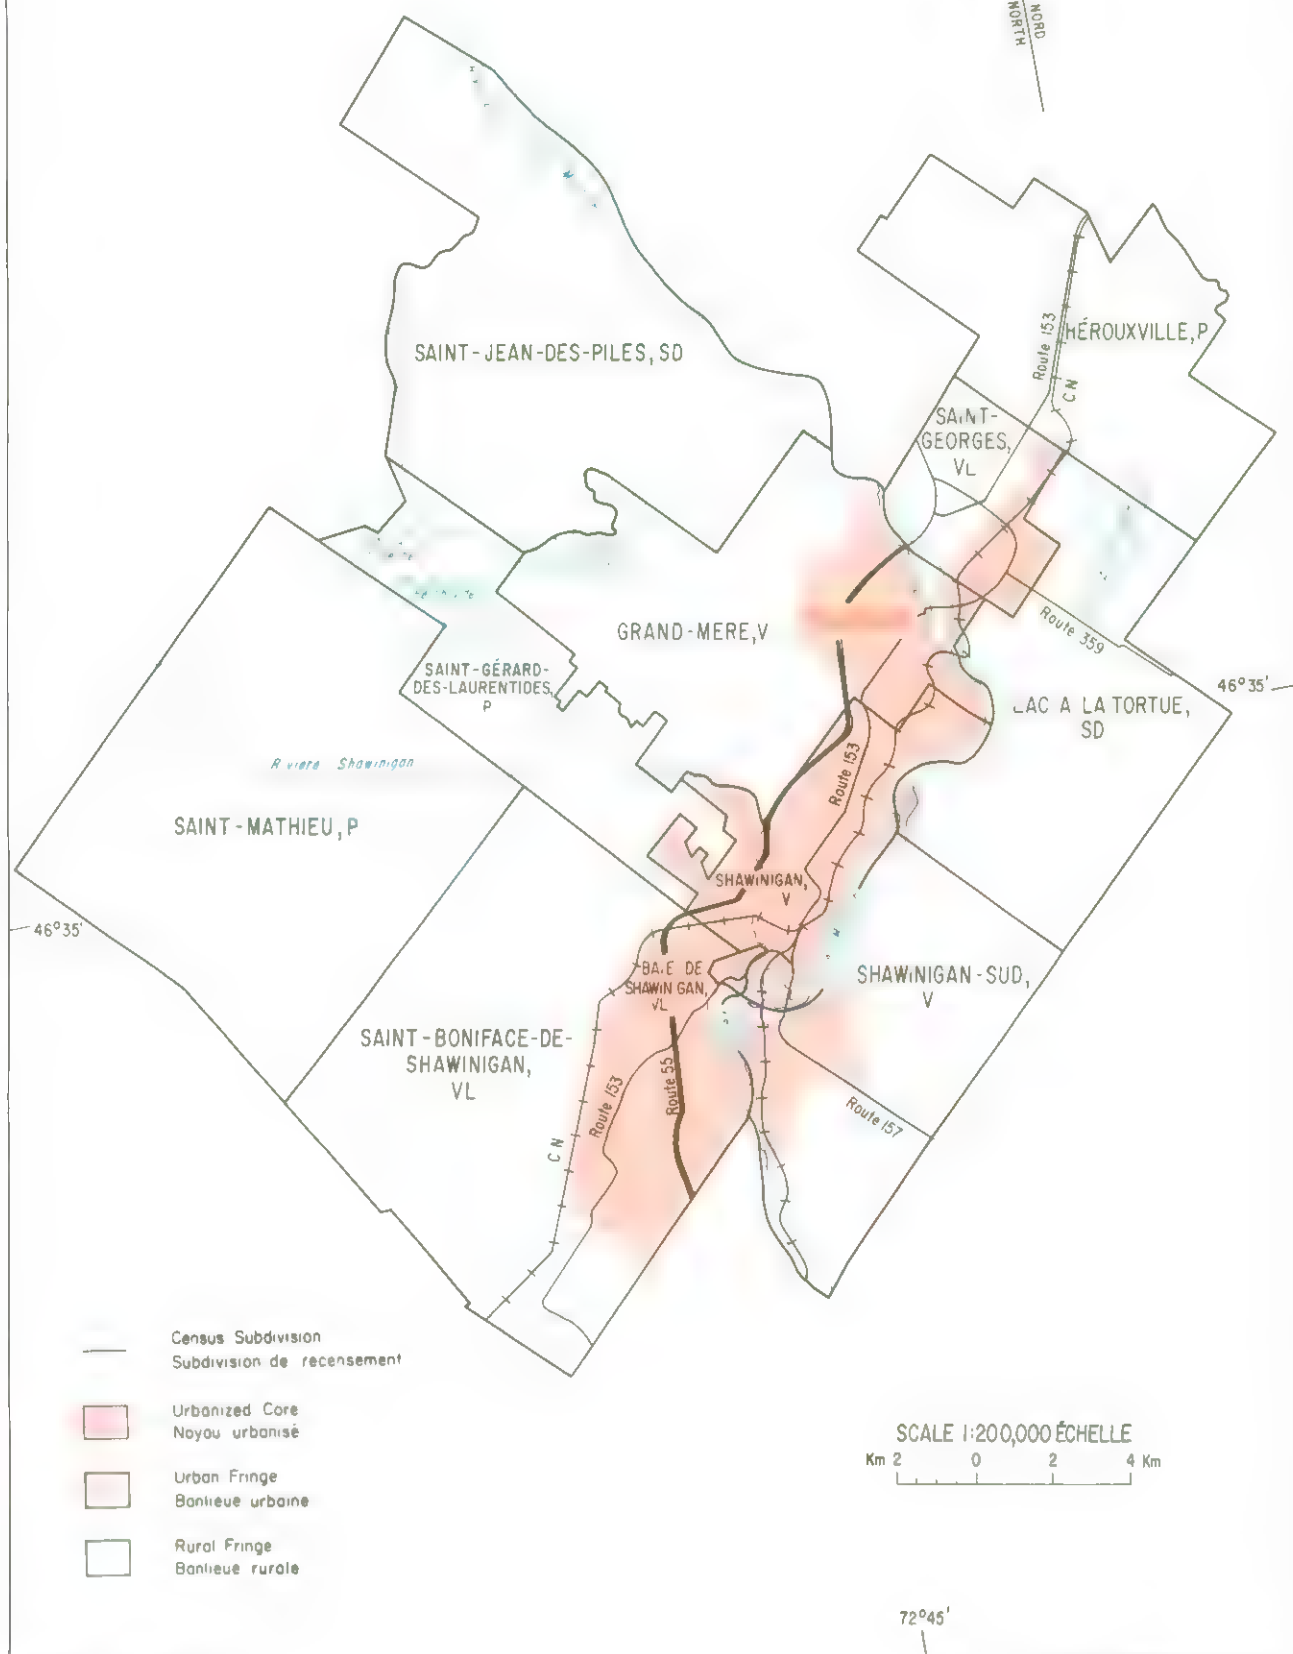 NORD
NORTH
SAINT-JEAN-DES-PILES, SD
Route 153
HÉROUXVILLE, P
CN
SAINT-
GEORGES,
VL
GRAND-MERE, V
Route 359
SAINT-GÉRARD-
DES-LAURENTIDES,
P
46°35'
LAC A LA TORTUE,
SD
Rivière Shawinigan
Route 153
SAINT-MATHIEU, P
SHAWINIGAN,
V
46°35'
BAIE DE
SHAWINIGAN,
VL
SHAWINIGAN-SUD,
V
SAINT-BONIFACE-DE-
SHAWINIGAN,
VL
Route 153
Route 55
Route 157
CN
Census Subdivision
Subdivision de recensement
Urbanized Core
Noyau urbanisé
Urban Fringe
Banlieue urbaine
Rural Fringe
Banlieue rurale
SCALE 1:200,000 ÉCHELLE
Km 2 0 2 4 Km
72°45'